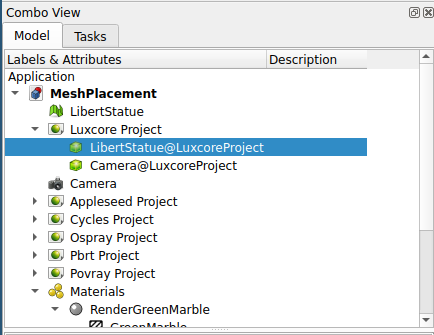 Combo View
Model Tasks
Labels & Attributes Description
Application
MeshPlacement
LibertStatue
Luxcore Project
LibertStatue@LuxcoreProject
Camera@LuxcoreProject
Camera
Appleseed Project
Cycles Project
Ospray Project
Pbrt Project
Povray Project
Materials
RenderGreenMarble
GreenMarble